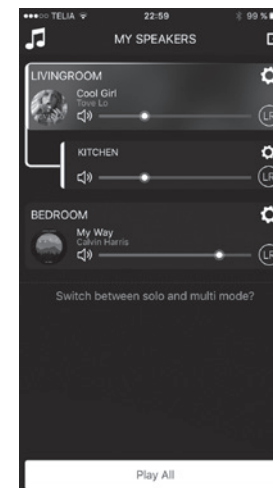 TELIA 22:59 99 %
MY SPEAKERS
LIVINGROOM
Cool Girl
Tove Lo
LR
KITCHEN
LR
BEDROOM
My Way
Calvin Harris
LR
Switch between solo and multi mode?
Play All